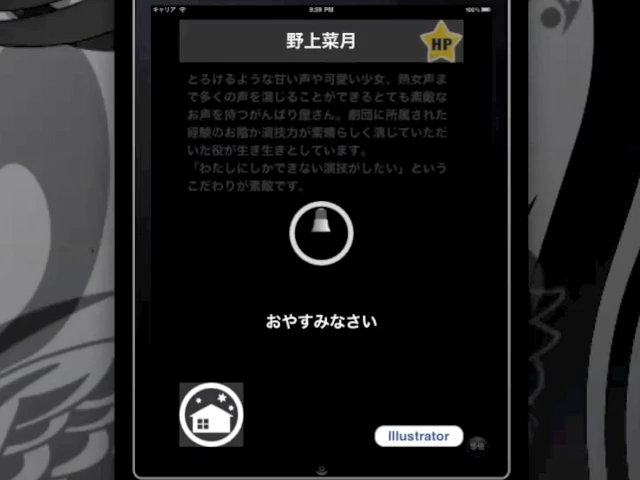 キャリア 9:59 PM 100%
野上菜月
HP
とろけるような甘い声や可愛い少女、熟女声ま
で多くの声を演じることができるとても素敵な
お声を持つがんばり屋さん。劇団に所属された
経験のお陰か演技力が素晴らしく演じていただ
いた役が生き生きとしています。
「わたしにしかできない演技がしたい」という
こだわりが素敵です。
おやすみなさい
Illustrator